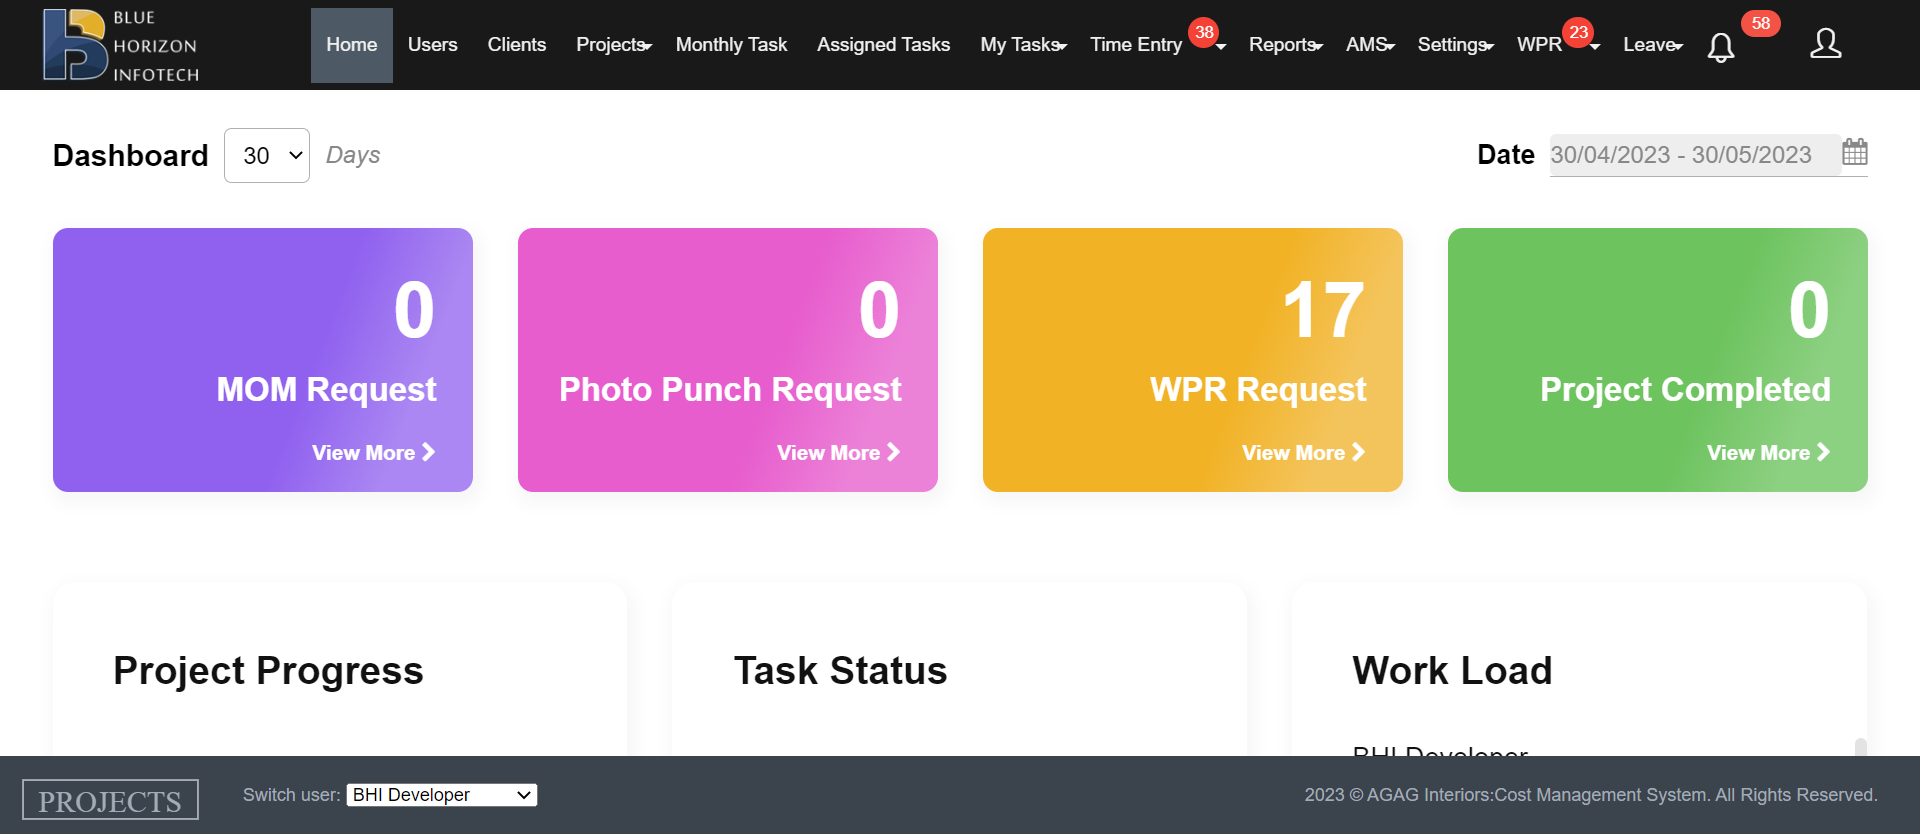 BLUE
HORIZON
INFOTECH
Home Users Clients Projects Monthly Task Assigned Tasks My Tasks Time Entry 38 Reports AMS Settings WPR 23 Leave 58
Dashboard 30 Days
Date 30/04/2023 - 30/05/2023
0
MOM Request
View More
0
Photo Punch Request
View More
17
WPR Request
View More
0
Project Completed
View More
Project Progress
Task Status
Work Load
BHI Developer
PROJECTS
Switch user: BHI Developer
2023 © AGAG Interiors:Cost Management System. All Rights Reserved.